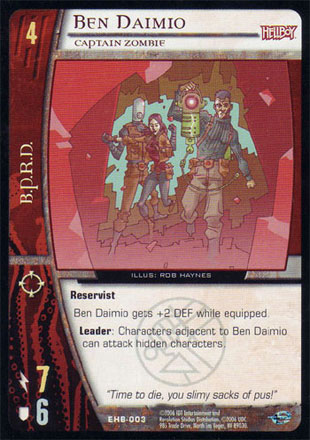 4
BEN DAIMIO
CAPTAIN ZOMBIE
HELLBOY
B.P.R.D.
ILLUS: ROB HAYNES
Reservist
Ben Daimio gets +2 DEF while equipped.
Leader: Characters adjacent to Ben Daimio
can attack hidden characters.
7
6
"Time to die, you slimy sacks of pus!"
EHB-003